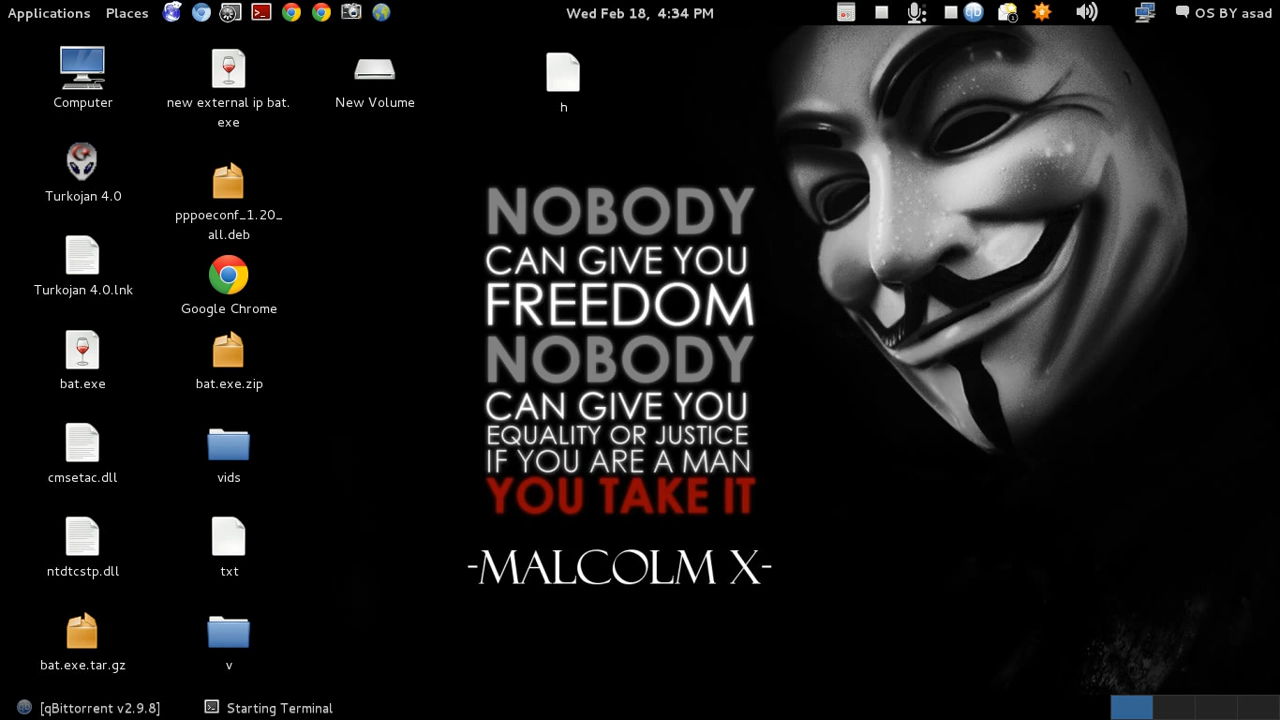 Applications Places
Wed Feb 18, 4:34 PM
OS BY asad
Computer
new external ip bat.
exe
New Volume
h
Turkojan 4.0
pppoeconf_1.20_
all.deb
Turkojan 4.0.lnk
Google Chrome
bat.exe
bat.exe.zip
cmsetac.dll
vids
ntdtcstp.dll
txt
bat.exe.tar.gz
v
NOBODY
CAN GIVE YOU
FREEDOM
NOBODY
CAN GIVE YOU
EQUALITY OR JUSTICE
IF YOU ARE A MAN
YOU TAKE IT
-MALCOLM X-
[qBittorrent v2.9.8]
Starting Terminal